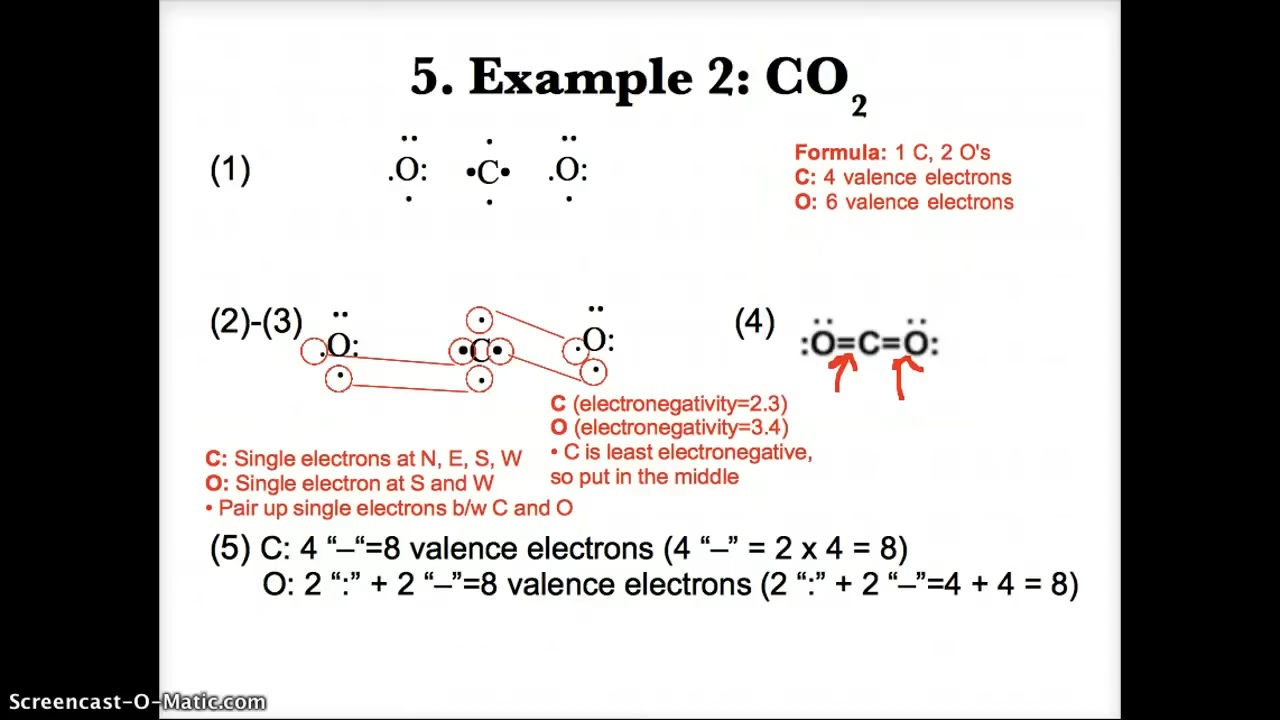 5. Example 2: CO2
(1) .O: •C• .O:
Formula: 1 C, 2 O's
C: 4 valence electrons
O: 6 valence electrons
(2)-(3) .O: •C• .O:
(4) :O=C=O:
C (electronegativity=2.3)
O (electronegativity=3.4)
• C is least electronegative,
so put in the middle
C: Single electrons at N, E, S, W
O: Single electron at S and W
• Pair up single electrons b/w C and O
(5) C: 4 “–“=8 valence electrons (4 “–” = 2 x 4 = 8)
O: 2 “:” + 2 “–”=8 valence electrons (2 “:” + 2 “–”=4 + 4 = 8)
Screencast-O-Matic.com